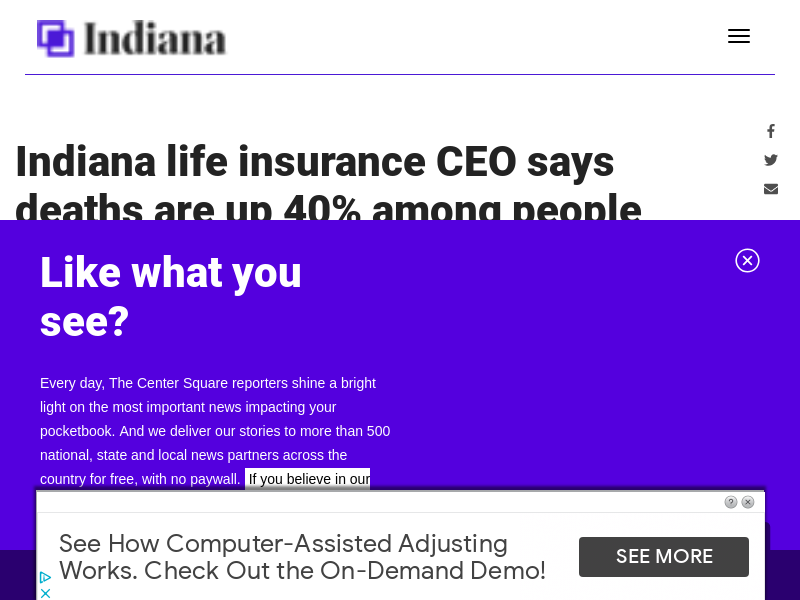 Indiana
Indiana life insurance CEO says
deaths are up 40% among people
Like what you
see?
Every day, The Center Square reporters shine a bright
light on the most important news impacting your
pocketbook. And we deliver our stories to more than 500
national, state and local news partners across the
country for free, with no paywall. If you believe in our
See How Computer-Assisted Adjusting
Works. Check Out the On-Demand Demo!
SEE MORE